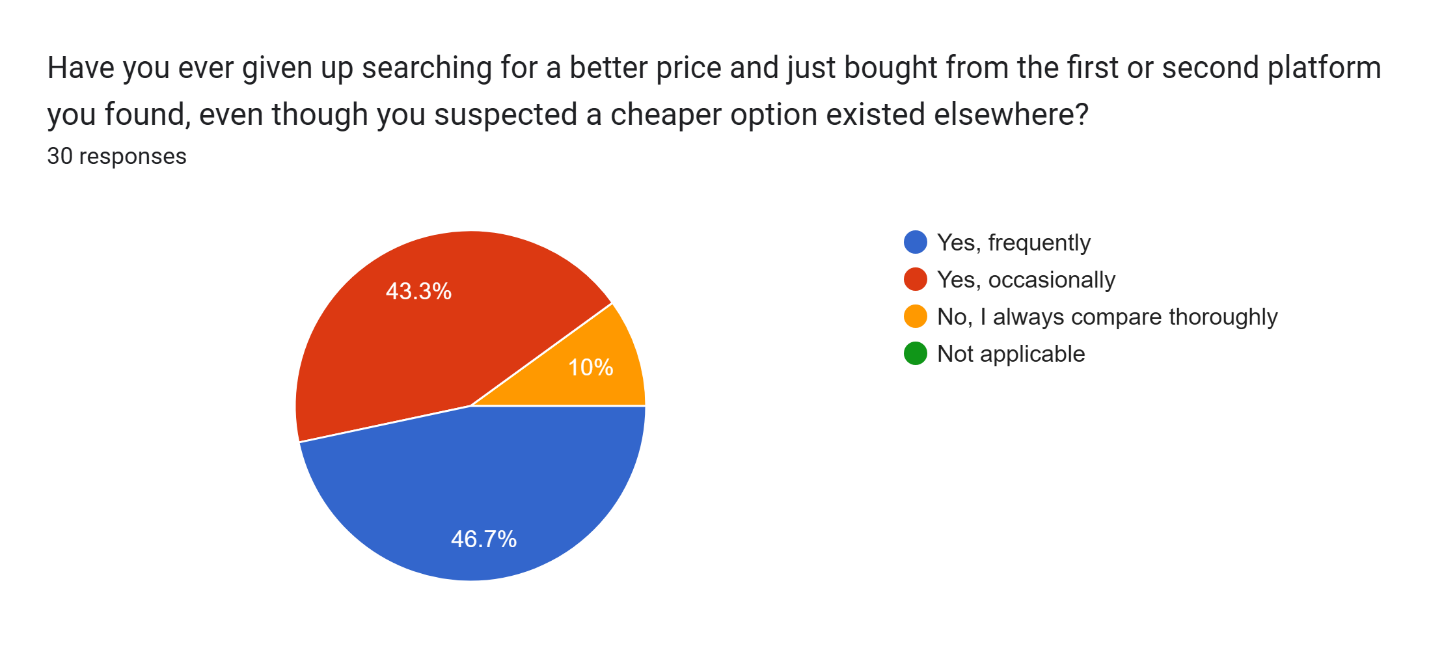 Have you ever given up searching for a better price and just bought from the first or second platform
you found, even though you suspected a cheaper option existed elsewhere?
30 responses
43.3%
10%
46.7%
Yes, frequently
Yes, occasionally
No, I always compare thoroughly
Not applicable